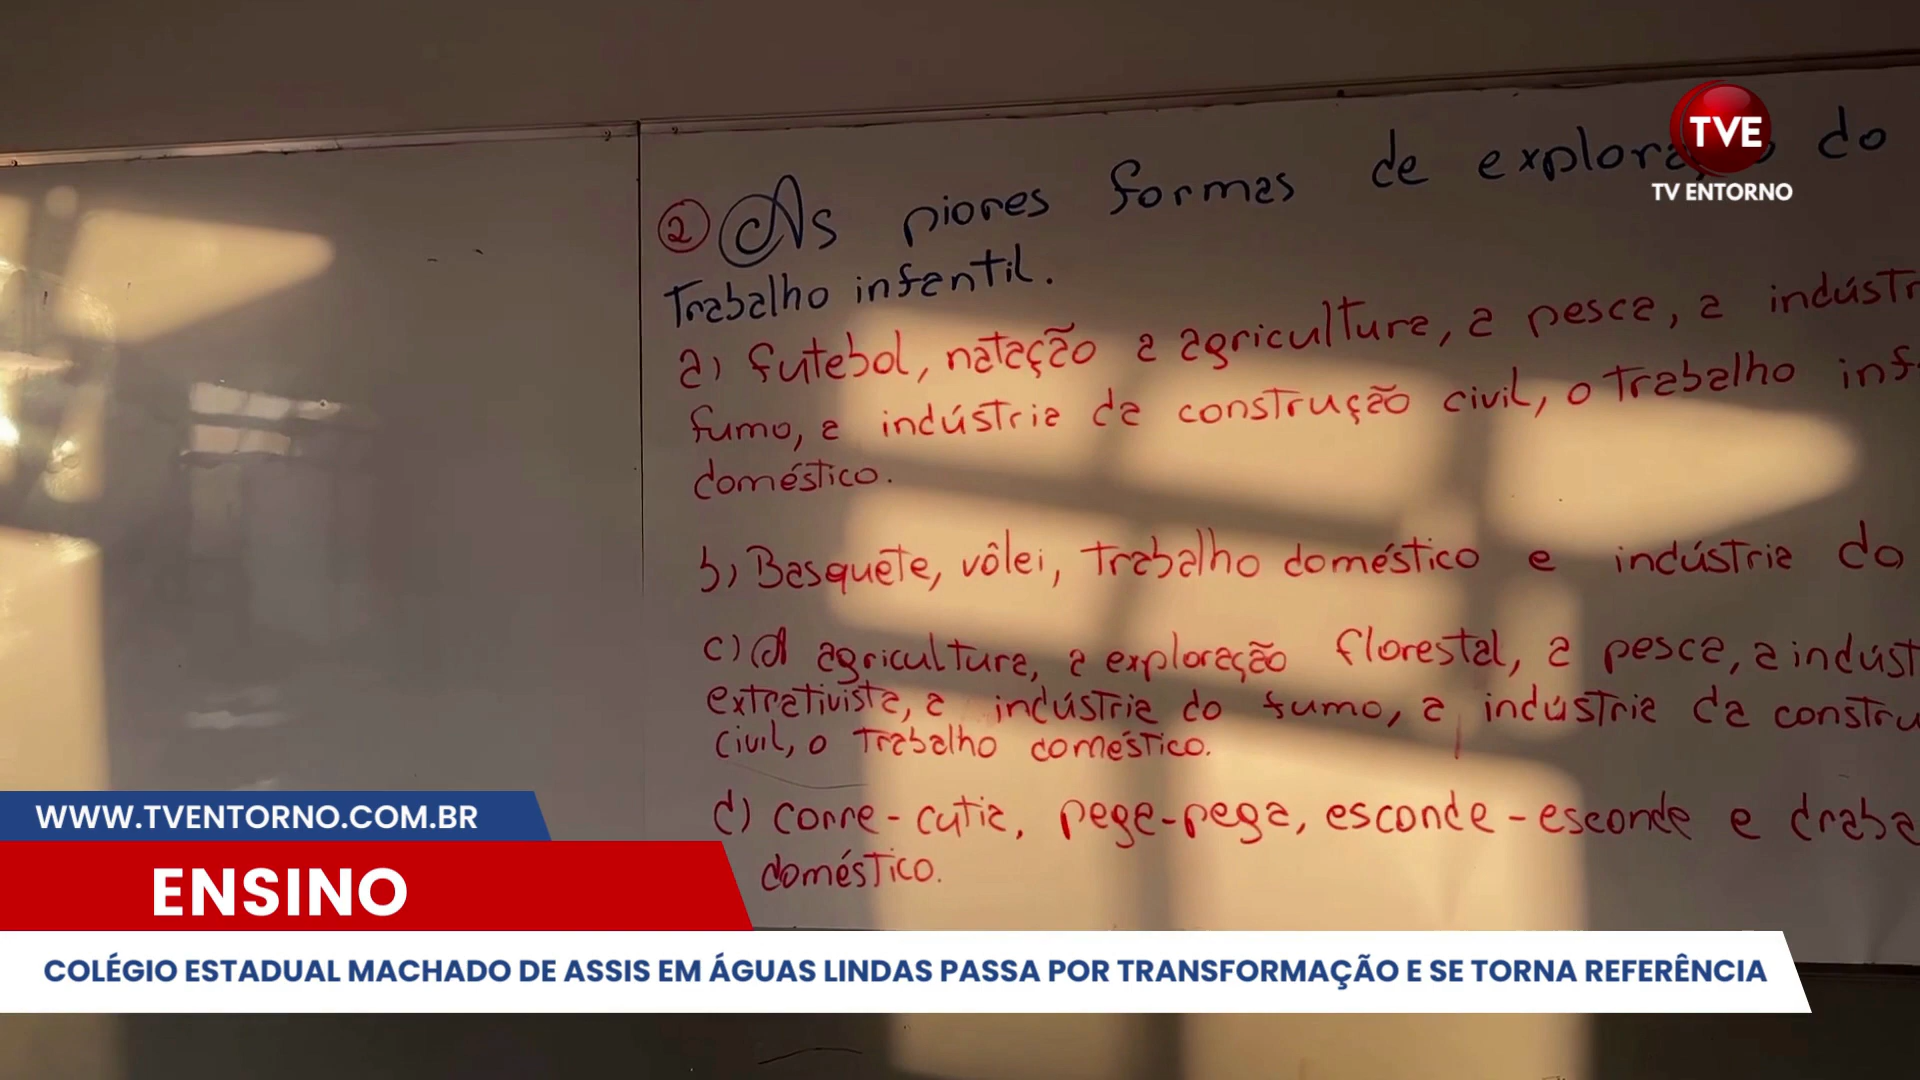 TVE
TV ENTORNO
2 As piores formas de explora do
Trabalho infantil.
a) futebol, natação a agricultura, a pesca, a indústr
fumo, a indústria da construção civil, o trabalho inf
doméstico.
b) Basquete, vôlei, trabalho doméstico e indústria do
c) A agricultura, a exploração florestal, a pesca, a indúst
extrativista, a indústria do fumo, a indústria da constru
civil, o trabalho doméstico.
d) corre-cutia, pega-pega, esconde-esconde e draba
doméstico.
WWW.TVENTORNO.COM.BR
ENSINO
COLÉGIO ESTADUAL MACHADO DE ASSIS EM ÁGUAS LINDAS PASSA POR TRANSFORMAÇÃO E SE TORNA REFERÊNCIA